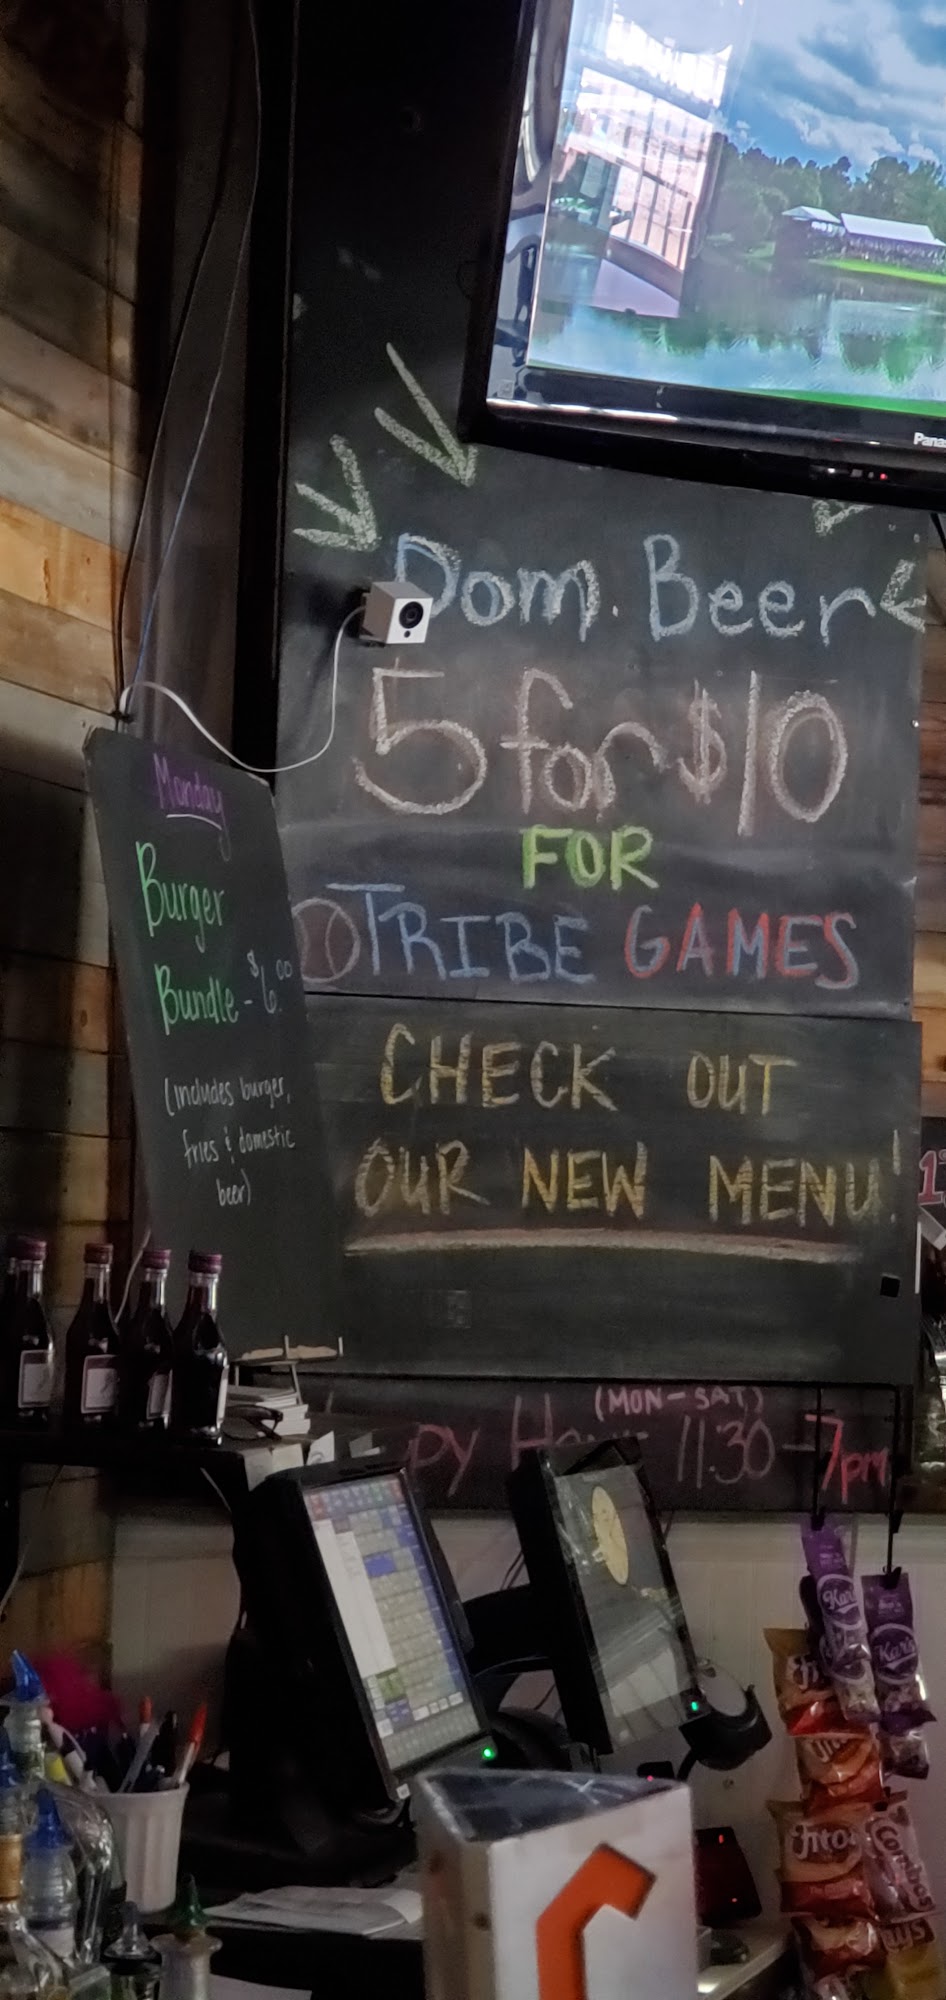 Dom. Beer
5 for $10
FOR
TRIBE GAMES
CHECK OUT
OUR NEW MENU!
Monday
Burger
Bundle - $6.00
(includes burger,
fries & domestic
beer)
(MON-SAT)
11:30-7pm